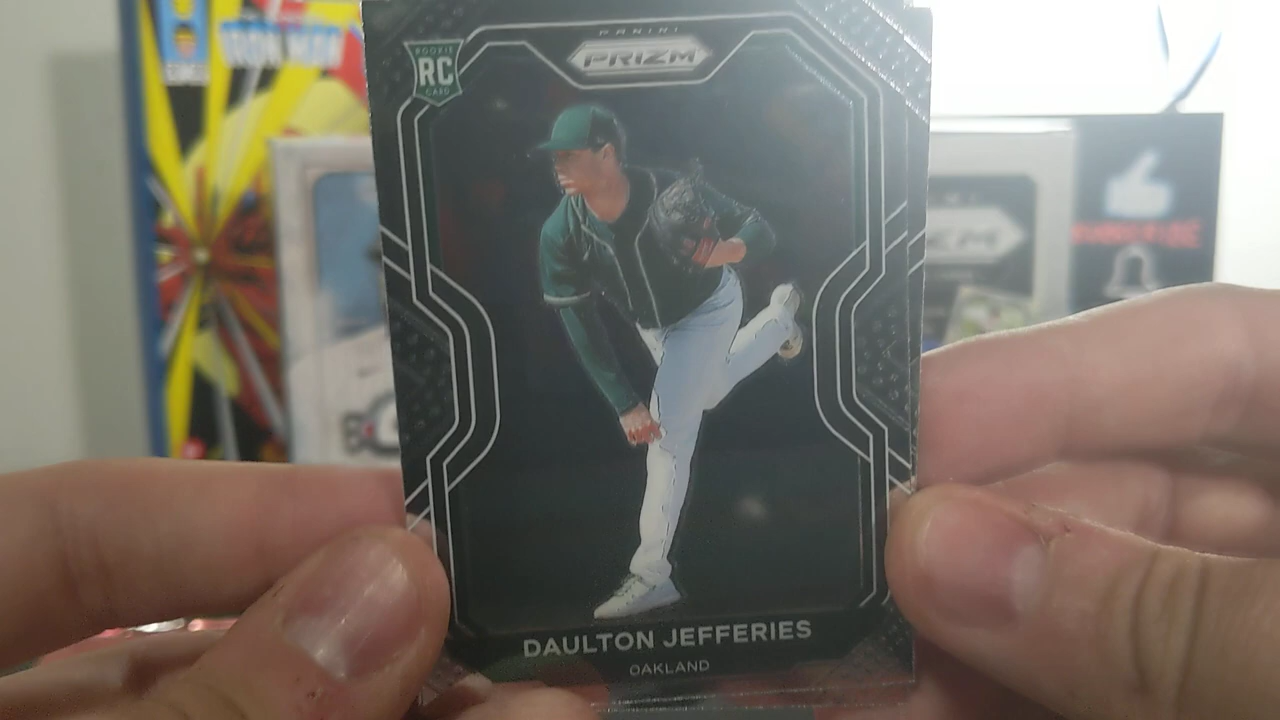 IRON MAN
PANINI
PRIZM
ROOKIE
RC
CARD
DAULTON JEFFERIES
OAKLAND